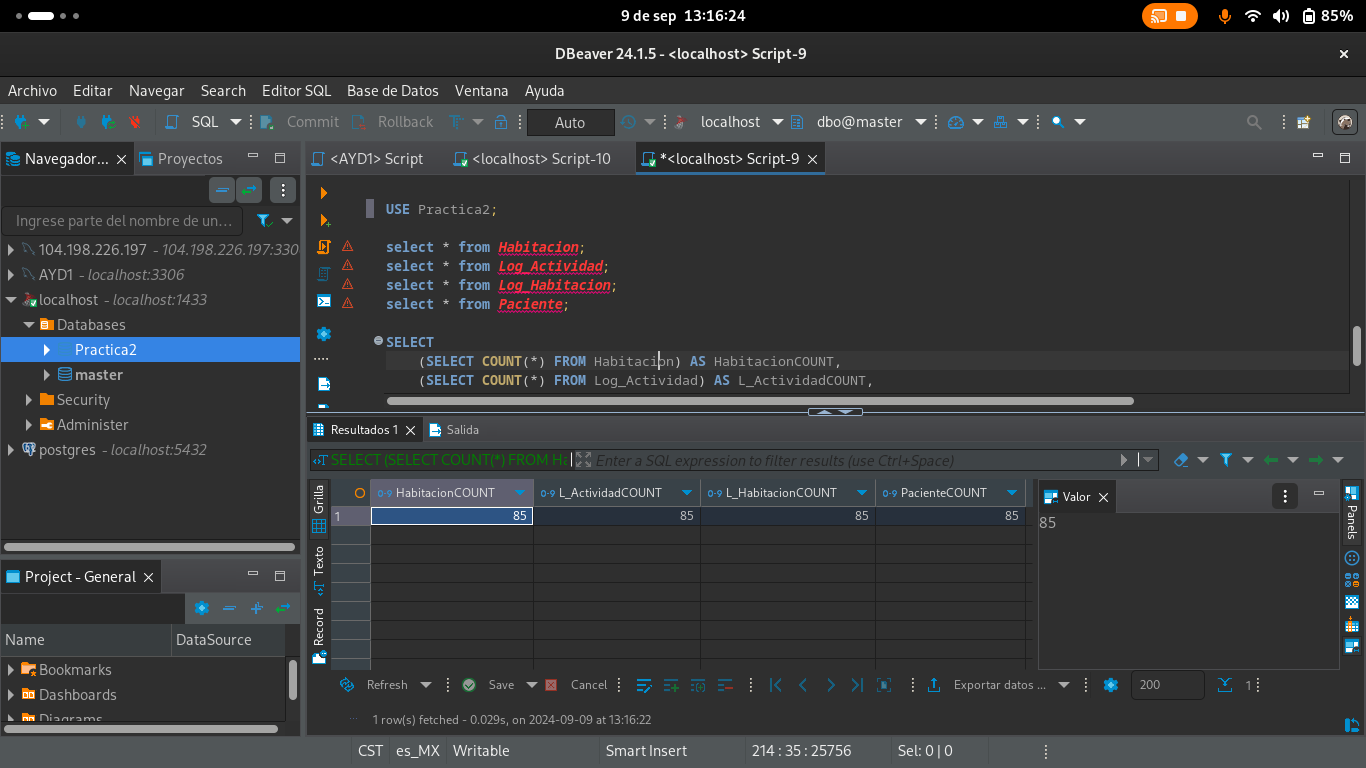 9 de sep 13:16:24
85%
DBeaver 24.1.5 - <localhost> Script-9
Archivo Editar Navegar Search Editor SQL Base de Datos Ventana Ayuda
SQL Commit Rollback Auto localhost dbo@master
Navegador... Proyectos
<AYD1> Script <localhost> Script-10 *<localhost> Script-9
Ingrese parte del nombre de un...
104.198.226.197 - 104.198.226.197:330
AYD1 - localhost:3306
localhost - localhost:1433
Databases
Practica2
master
Security
Administer
postgres - localhost:5432
USE Practica2;
select * from Habitacion;
select * from Log_Actividad;
select * from Log_Habitacion;
select * from Paciente;
SELECT
(SELECT COUNT(*) FROM Habitacion) AS HabitacionCOUNT,
(SELECT COUNT(*) FROM Log_Actividad) AS L_ActividadCOUNT,
Resultados 1 Salida
SELECT (SELECT COUNT(*) FROM Ha Enter a SQL expression to filter results (use Ctrl+Space)
Grilla
Texto
Record
HabitacionCOUNT L_ActividadCOUNT L_HabitacionCOUNT PacienteCOUNT
1 85 85 85 85
Valor
85
Panels
Project - General
Name DataSource
Bookmarks
Dashboards
Diagrams
Refresh Save Cancel Exportar datos ... 200 1
1 row(s) fetched - 0.029s, on 2024-09-09 at 13:16:22
CST es_MX Writable Smart Insert 214 : 35 : 25756 Sel: 0 | 0